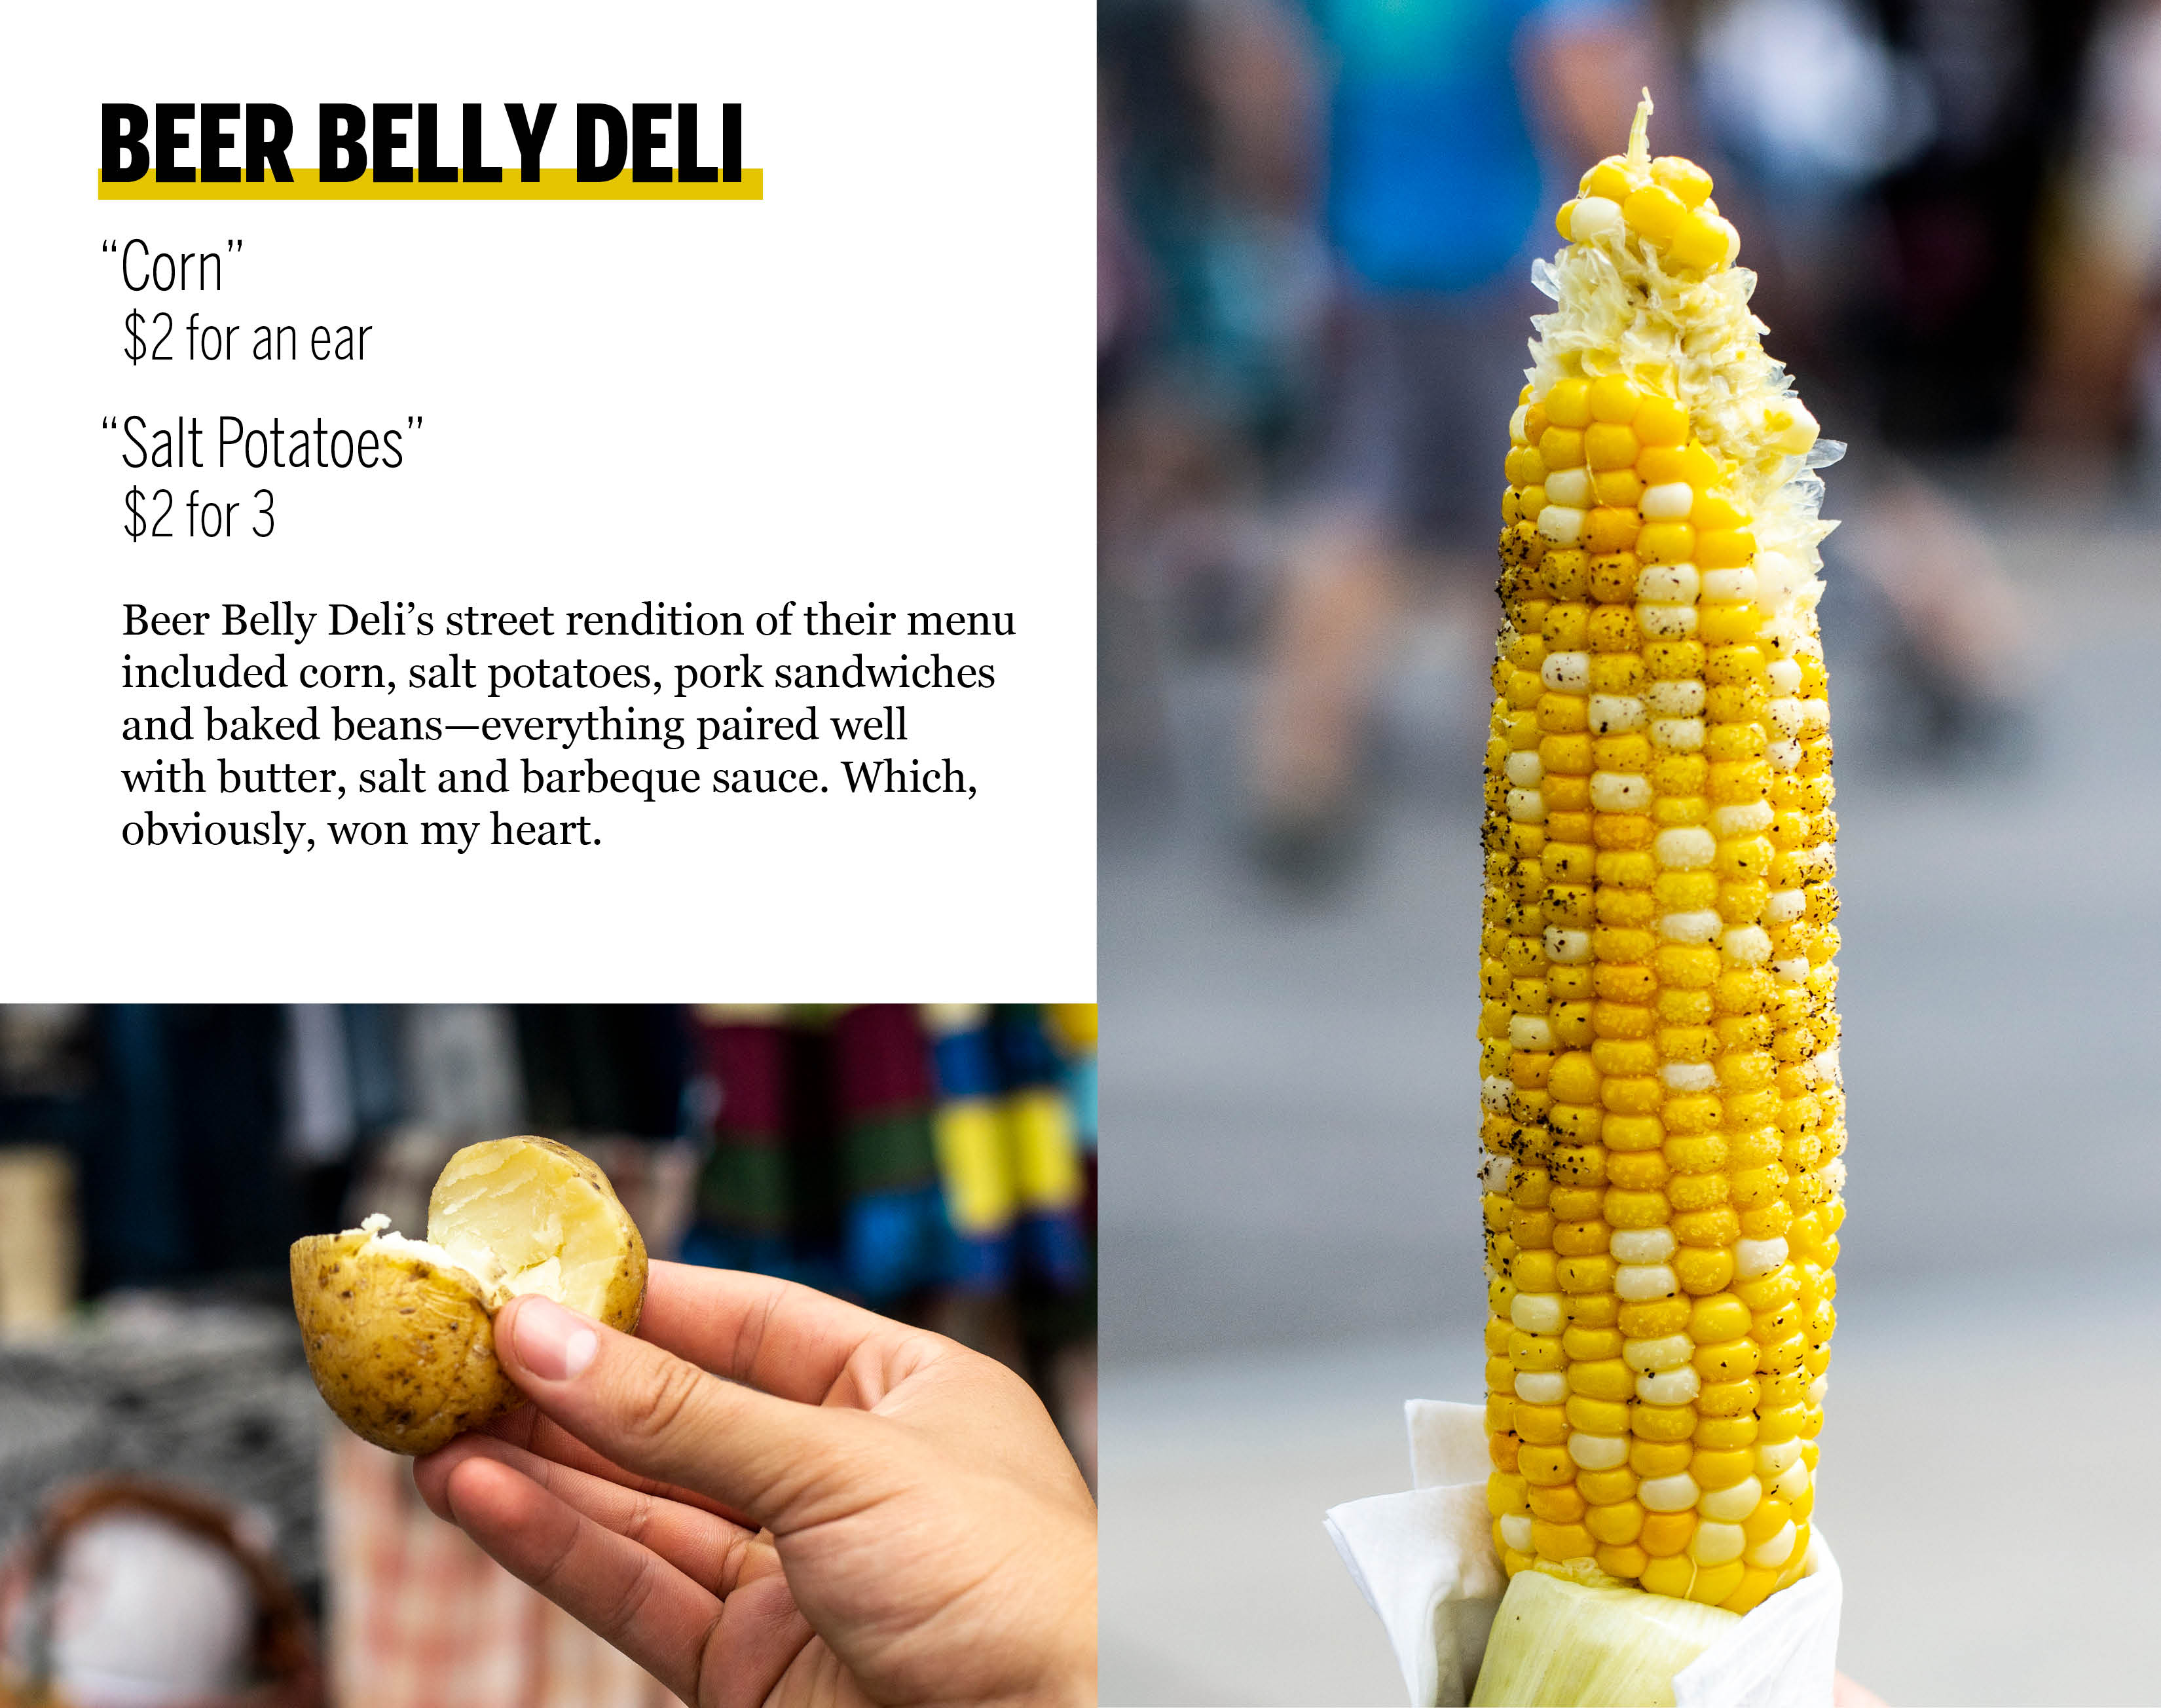 BEER BELLY DELI
“Corn”
$2 for an ear
“Salt Potatoes”
$2 for 3
Beer Belly Deli’s street rendition of their menu
included corn, salt potatoes, pork sandwiches
and baked beans—everything paired well
with butter, salt and barbeque sauce. Which,
obviously, won my heart.